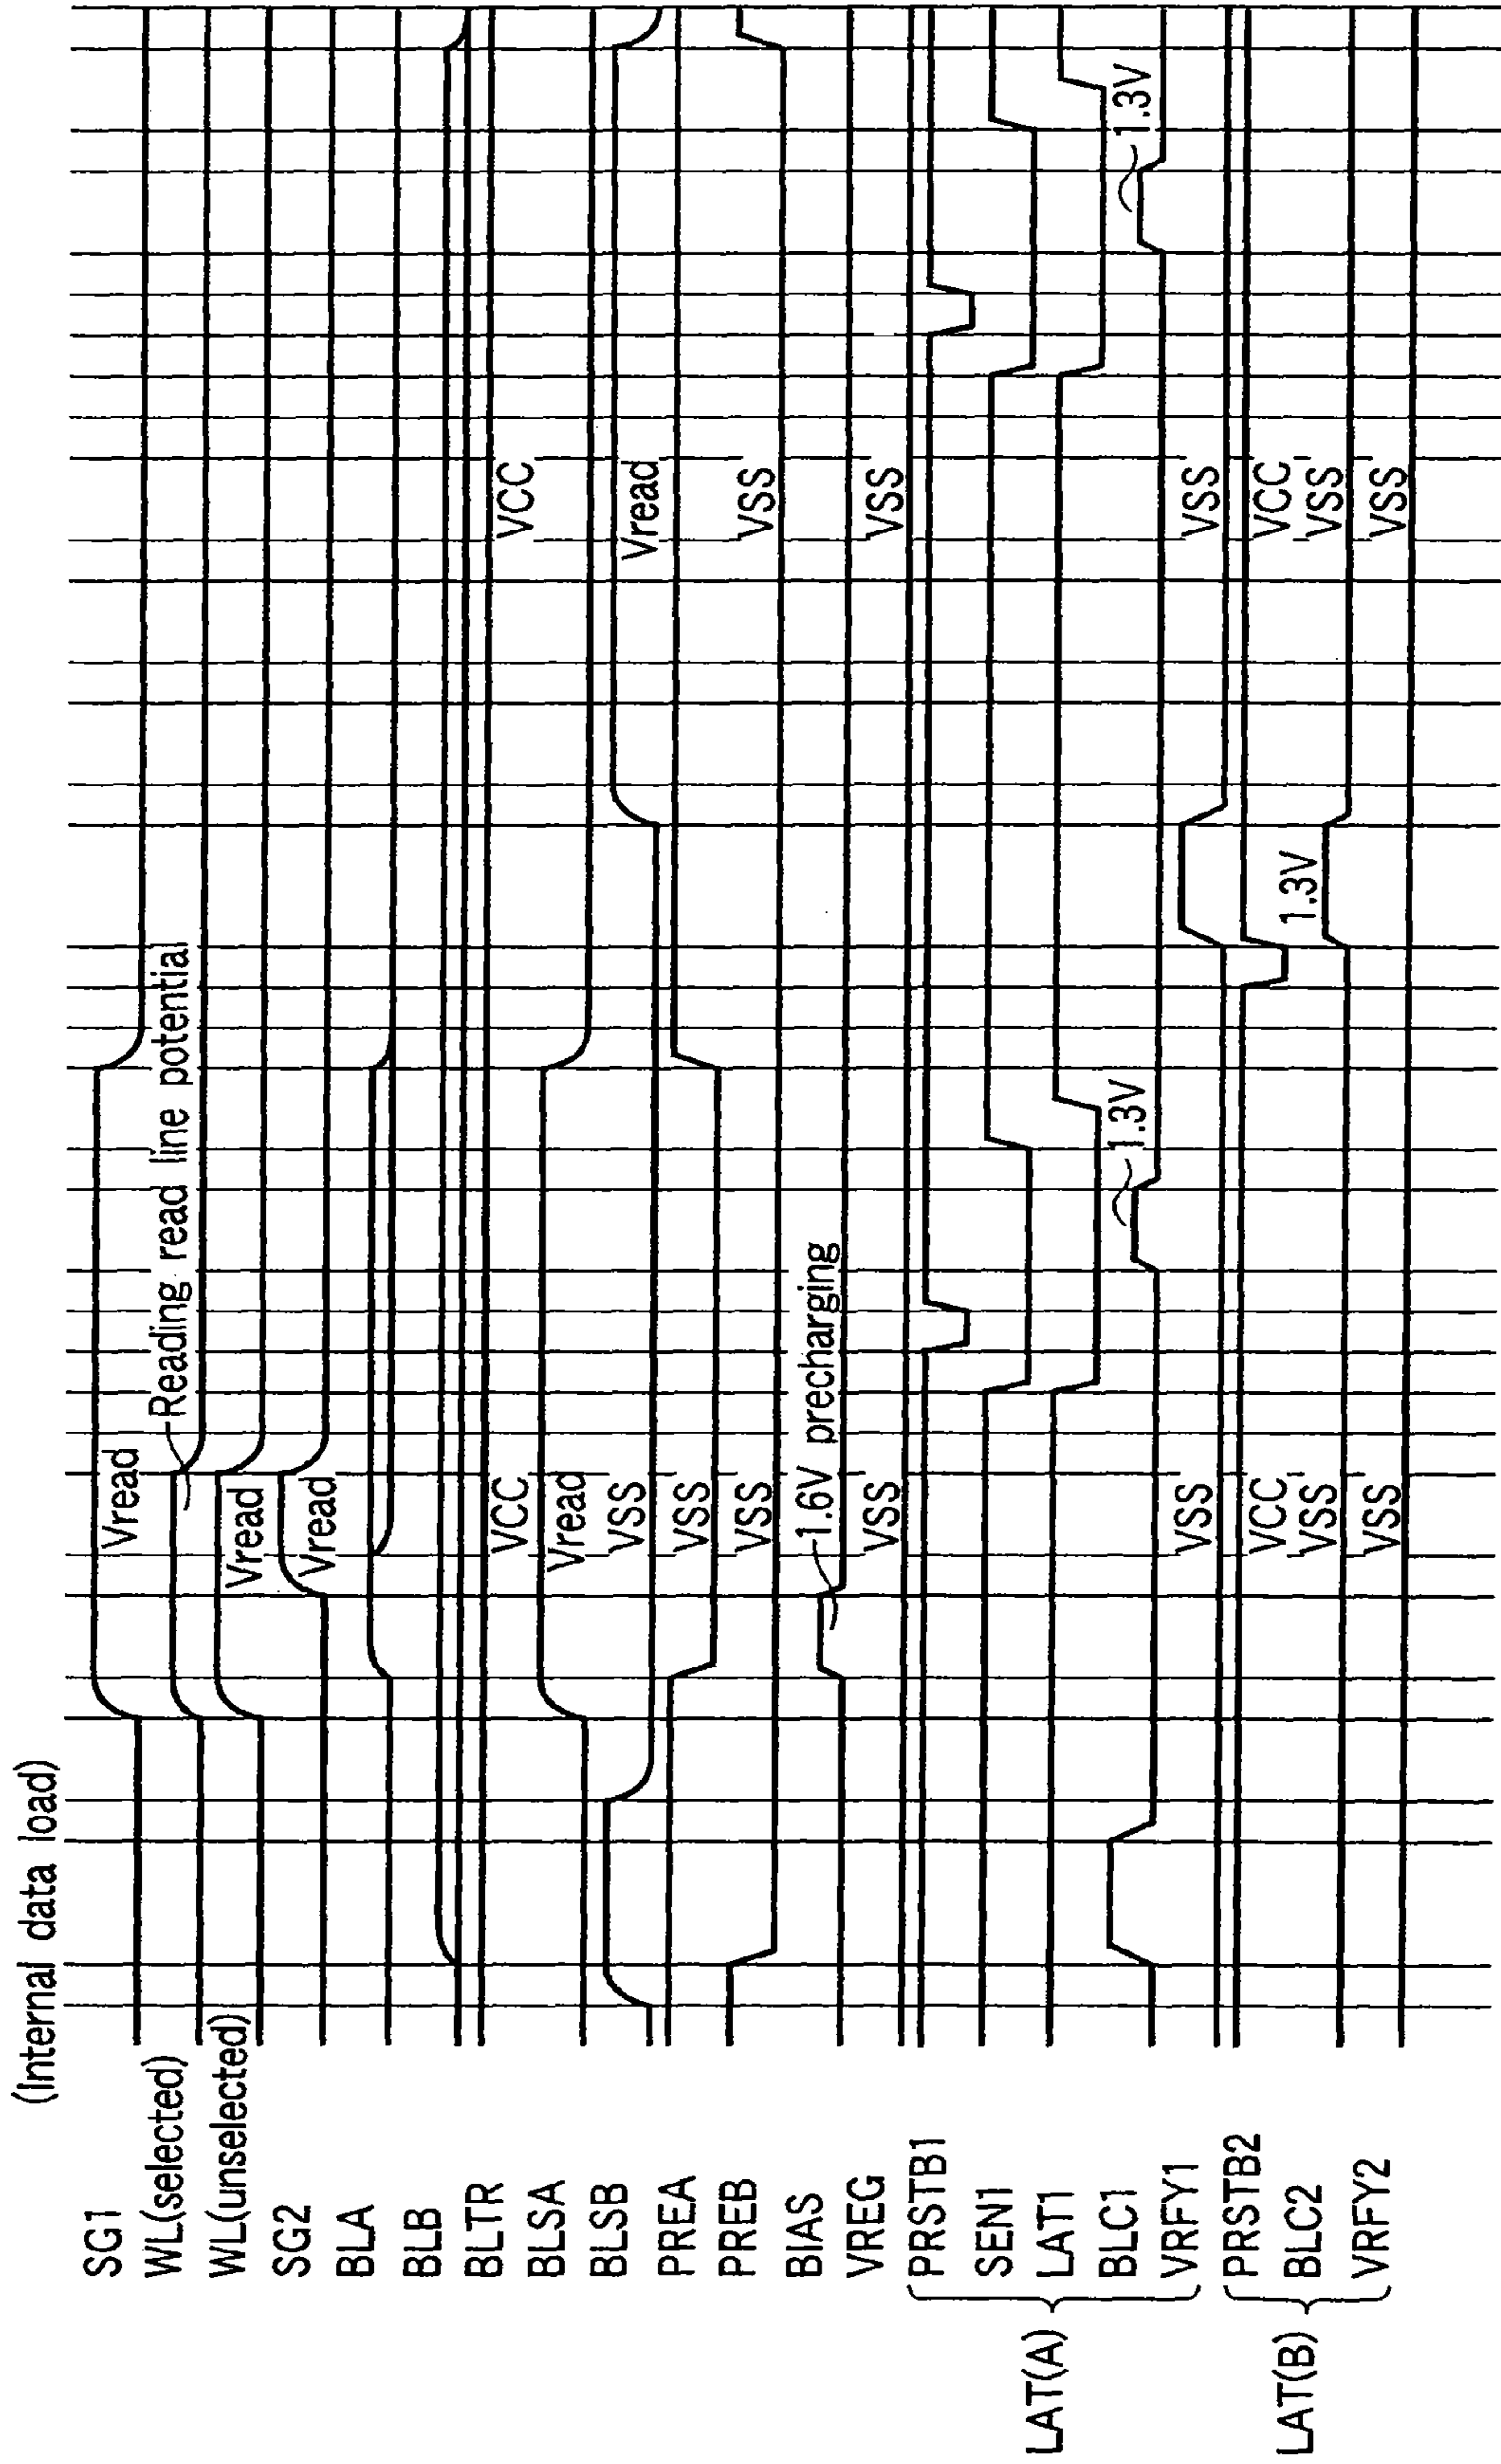 (Internal data load)
SG1
Vread
WL(selected)
Reading read line potential
WL(unselected)
Vread
SG2
Vread
BLA
BLB
BLTR
VCC
VCC
BLSA
Vread
BLSB
VSS
Vread
PREA
VSS
PREB
VSS
VSS
BIAS
1.6V precharging
VREG
VSS
VSS
LAT(A)
PRSTB1
SEN1
LAT1
BLC1
1.3V
1.3V
VRFY1
VSS
VSS
LAT(B)
PRSTB2
VCC
VCC
BLC2
VSS
1.3V
VSS
VRFY2
VSS
VSS